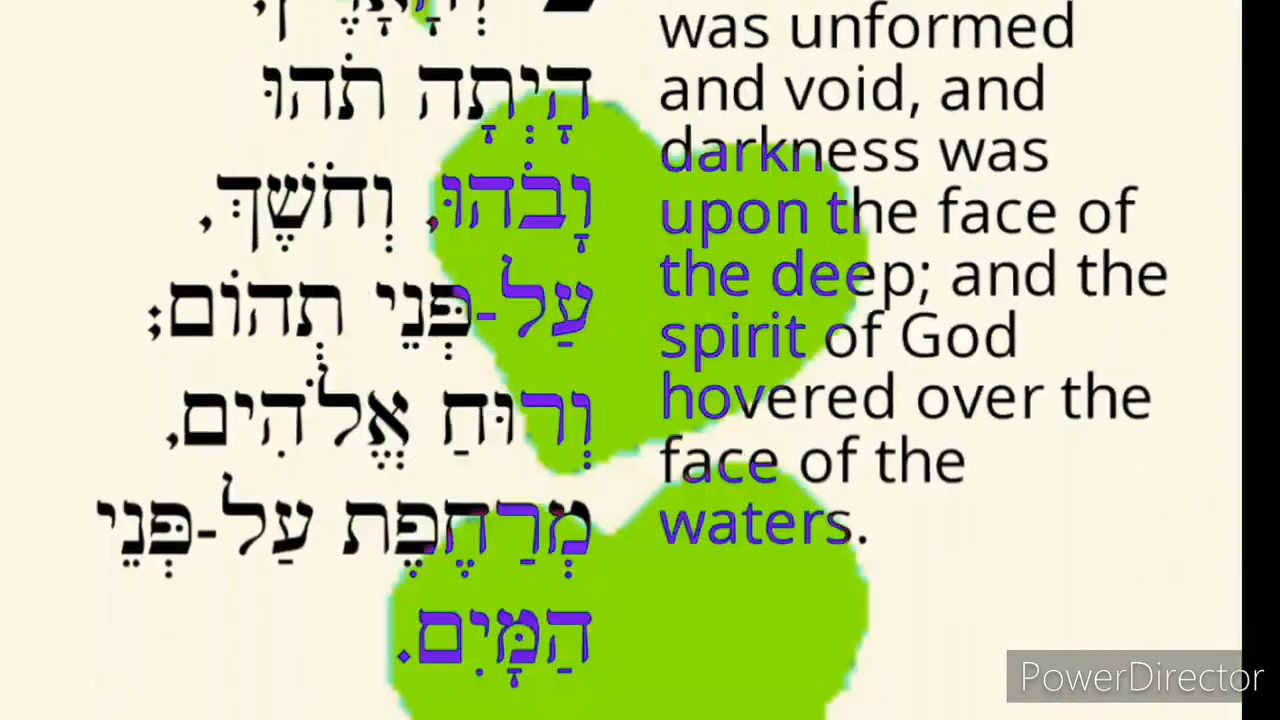 הָיְתָה תֹהוּ
וָבֹהוּ, וְחֹשֶׁךְ,
עַל-פְּנֵי תְהוֹם;
וְרוּחַ אֱלֹהִים,
מְרַחֶפֶת עַל-פְּנֵי
הַמָּיִם.
was unformed
and void, and
darkness was
upon the face of
the deep; and the
spirit of God
hovered over the
face of the
waters.
PowerDirector